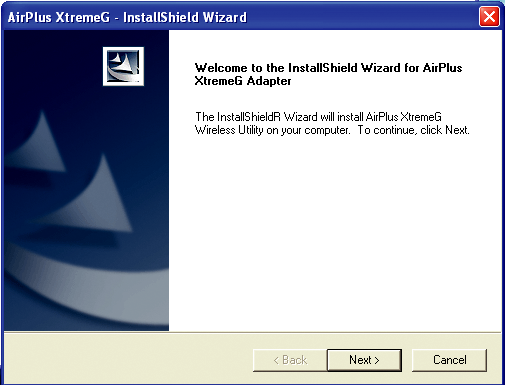 AirPlus XtremeG - InstallShield Wizard
Welcome to the InstallShield Wizard for AirPlus
XtremeG Adapter
The InstallShieldR Wizard will install AirPlus XtremeG
Wireless Utility on your computer. To continue, click Next.
< Back
Next >
Cancel